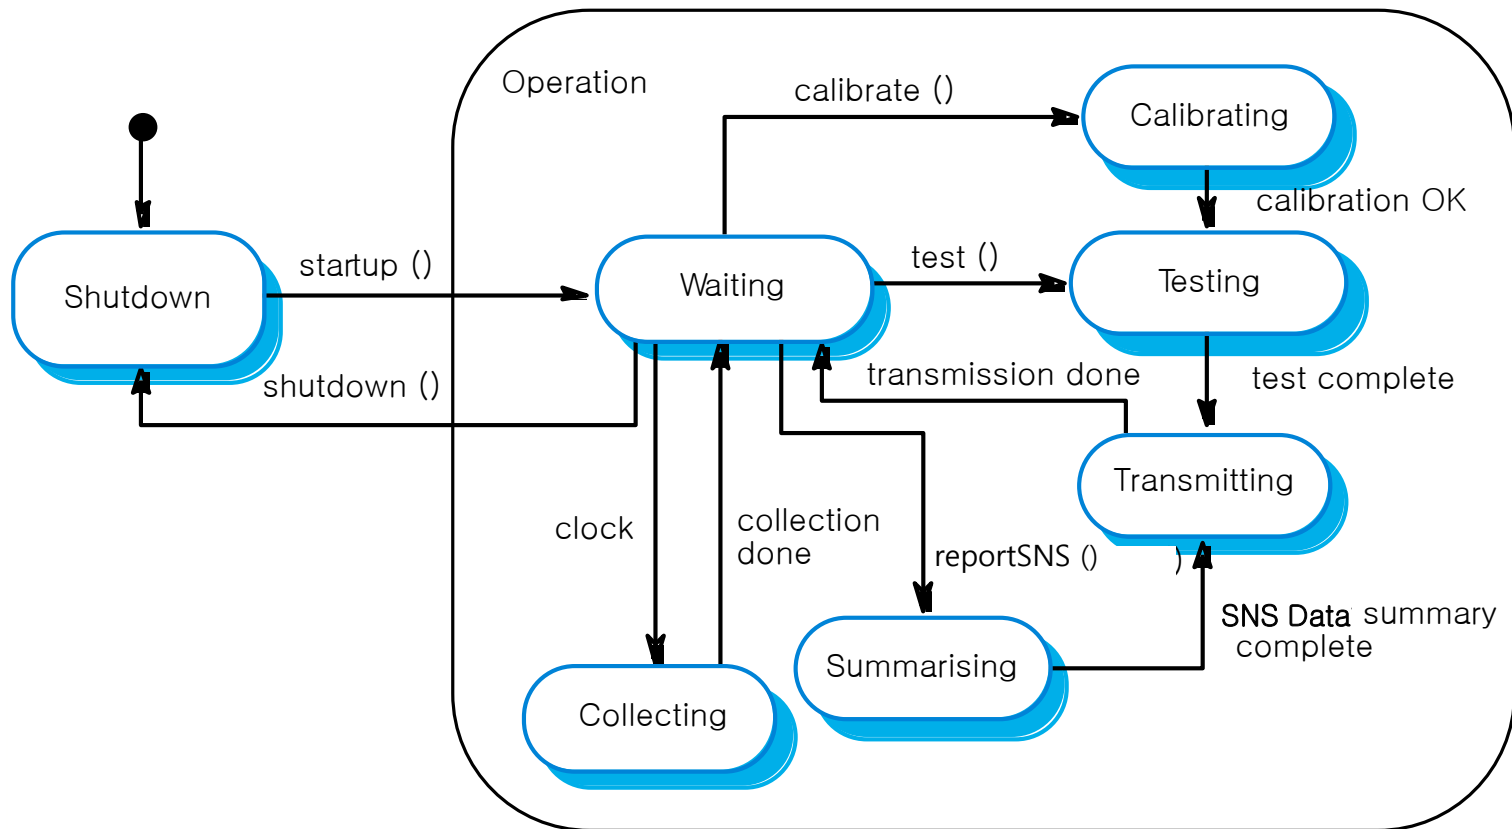 Operation
calibrate ()
Calibrating
calibration OK
startup ()
Shutdown
Waiting
test ()
Testing
shutdown ()
transmission done
test complete
Transmitting
clock
collection
done
reportSNS ()
)
SNS Data summary
complete
Summarising
Collecting